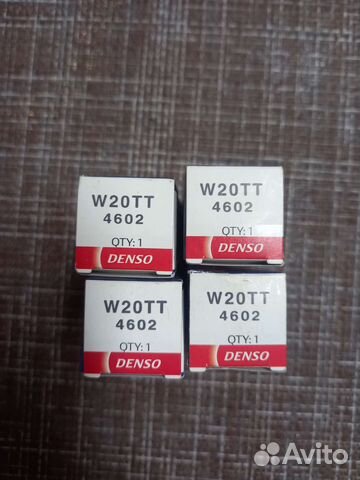 W20TT
4602
QTY: 1
DENSO
W20TT
4602
QTY: 1
DENSO
W20TT
4602
QTY: 1
DENSO
W20TT
4602
QTY: 1
DENSO
Avito